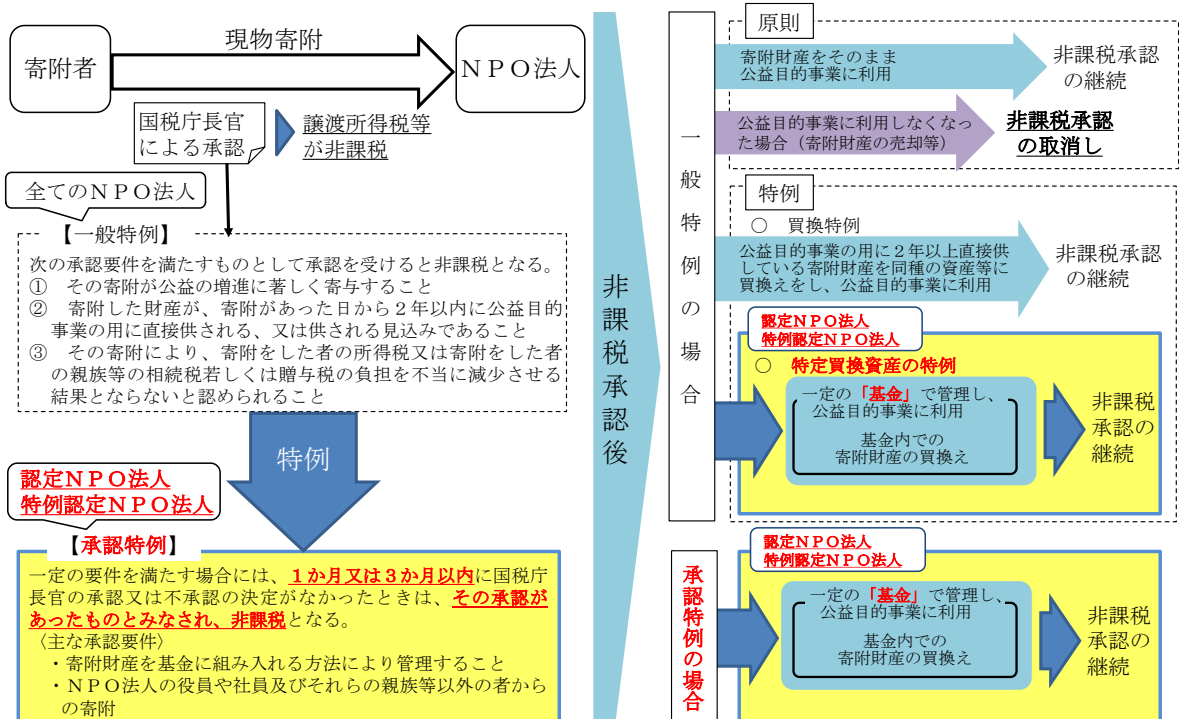 寄附者
現物寄附
ＮＰＯ法人
国税庁長官
による承認
譲渡所得税等
が非課税
全てのＮＰＯ法人
【一般特例】
次の承認要件を満たすものとして承認を受けると非課税となる。
①　その寄附が公益の増進に著しく寄与すること
②　寄附した財産が、寄附があった日から２年以内に公益目的
事業の用に直接供される、又は供される見込みであること
③　その寄附により、寄附をした者の所得税又は寄附をした者
の親族等の相続税若しくは贈与税の負担を不当に減少させる
結果とならないと認められること
特例
認定ＮＰＯ法人
特例認定ＮＰＯ法人
【承認特例】
一定の要件を満たす場合には、１か月又は３か月以内に国税庁
長官の承認又は不承認の決定がなかったときは、その承認が
あったものとみなされ、非課税となる。
〈主な承認要件〉
・寄附財産を基金に組み入れる方法により管理すること
・ＮＰＯ法人の役員や社員及びそれらの親族等以外の者から
の寄附
非課税承認後
一般特例の場合
原則
寄附財産をそのまま
公益目的事業に利用
非課税承認
の継続
公益目的事業に利用しなくなっ
た場合（寄附財産の売却等）
非課税承認
の取消し
特例
○　買換特例
公益目的事業の用に２年以上直接供
している寄附財産を同種の資産等に
買換えをし、公益目的事業に利用
非課税承認
の継続
認定ＮＰＯ法人
特例認定ＮＰＯ法人
○　特定買換資産の特例
一定の「基金」で管理し、
公益目的事業に利用
基金内での
寄附財産の買換え
非課税
承認の
継続
承認特例の場合
認定ＮＰＯ法人
特例認定ＮＰＯ法人
一定の「基金」で管理し、
公益目的事業に利用
基金内での
寄附財産の買換え
非課税
承認の
継続